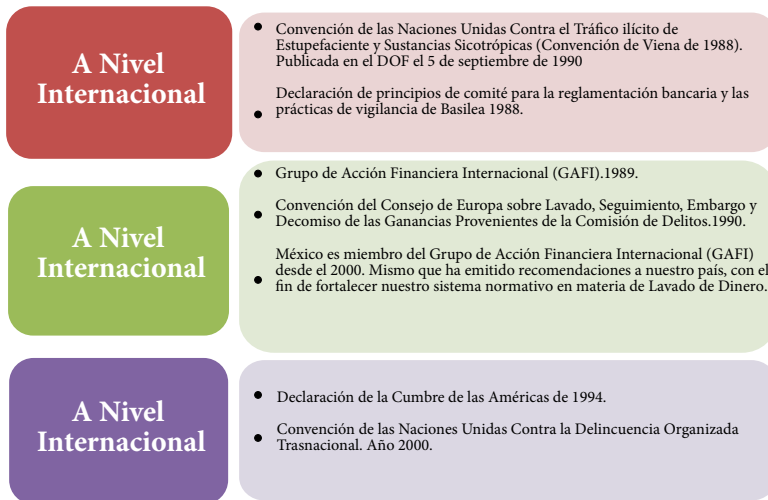 A Nivel
Internacional
Convención de las Naciones Unidas Contra el Tráfico ilícito de
Estupefaciente y Sustancias Sicotrópicas (Convención de Viena de 1988).
Publicada en el DOF el 5 de septiembre de 1990
Declaración de principios de comité para la reglamentación bancaria y las
prácticas de vigilancia de Basilea 1988.
A Nivel
Internacional
Grupo de Acción Financiera Internacional (GAFI).1989.
Convención del Consejo de Europa sobre Lavado, Seguimiento, Embargo y
Decomiso de las Ganancias Provenientes de la Comisión de Delitos.1990.
México es miembro del Grupo de Acción Financiera Internacional (GAFI)
desde el 2000. Mismo que ha emitido recomendaciones a nuestro país, con el
fin de fortalecer nuestro sistema normativo en materia de Lavado de Dinero.
A Nivel
Internacional
Declaración de la Cumbre de las Américas de 1994.
Convención de las Naciones Unidas Contra la Delincuencia Organizada
Trasnacional. Año 2000.